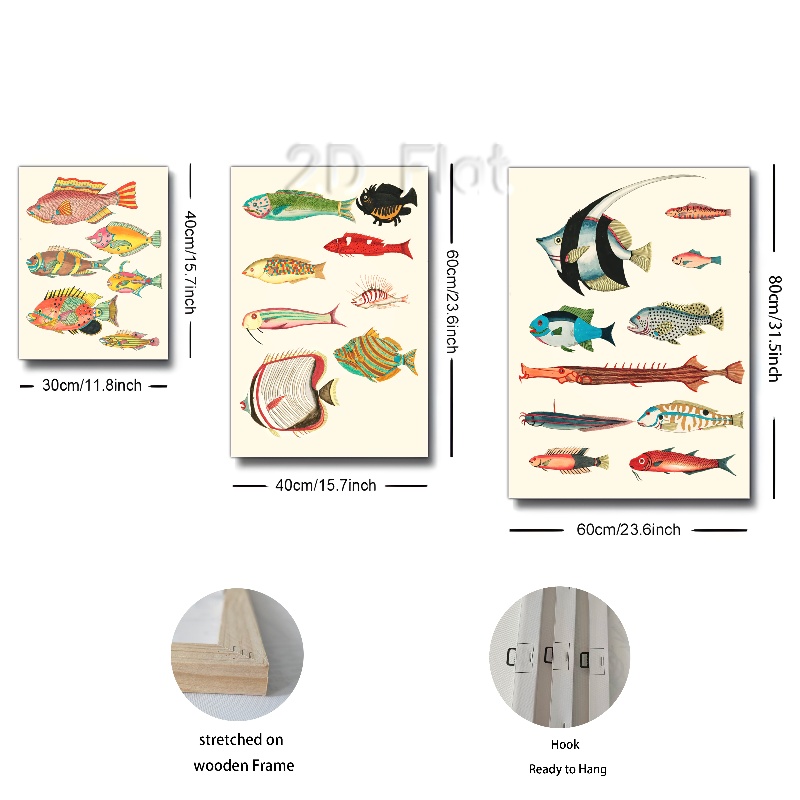 2D Flat
40cm/15.7inch
30cm/11.8inch
60cm/23.6inch
40cm/15.7inch
80cm/31.5inch
60cm/23.6inch
stretched on
wooden Frame
Hook
Ready to Hang